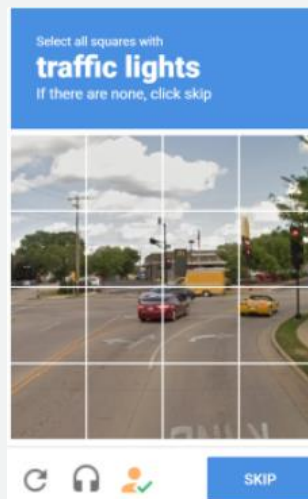 Select all squares with
traffic lights
If there are none, click skip
SKIP